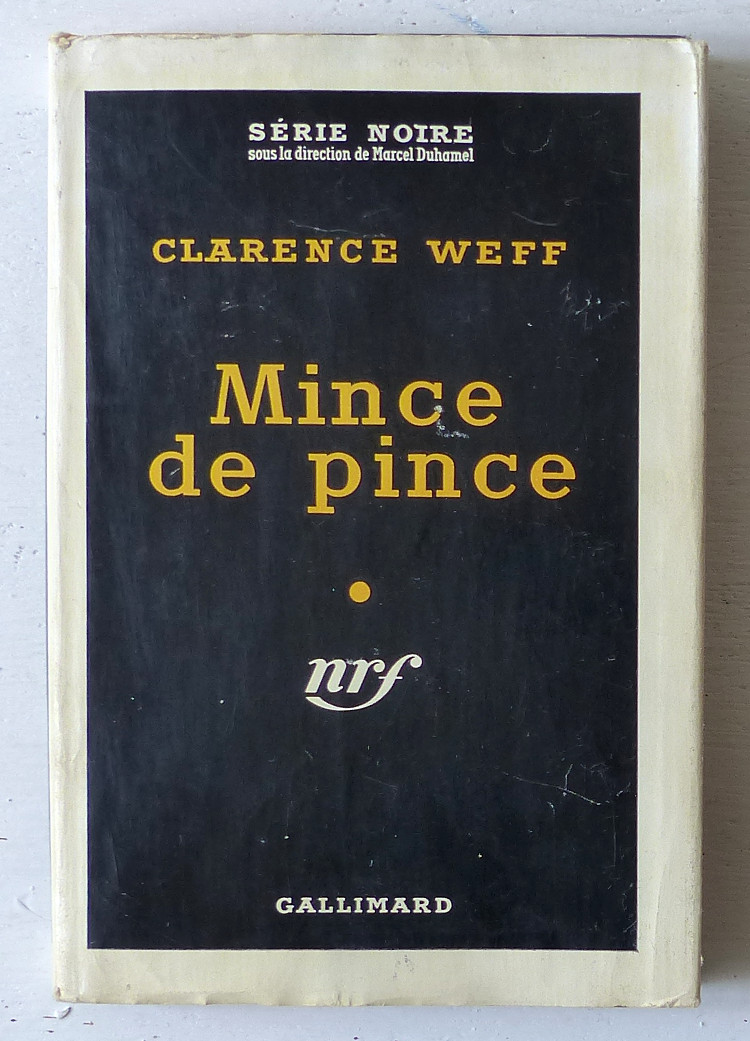 SÉRIE NOIRE
sous la direction de Marcel Duhamel
CLARENCE WEFF
Mince
de pince
nrf
GALLIMARD